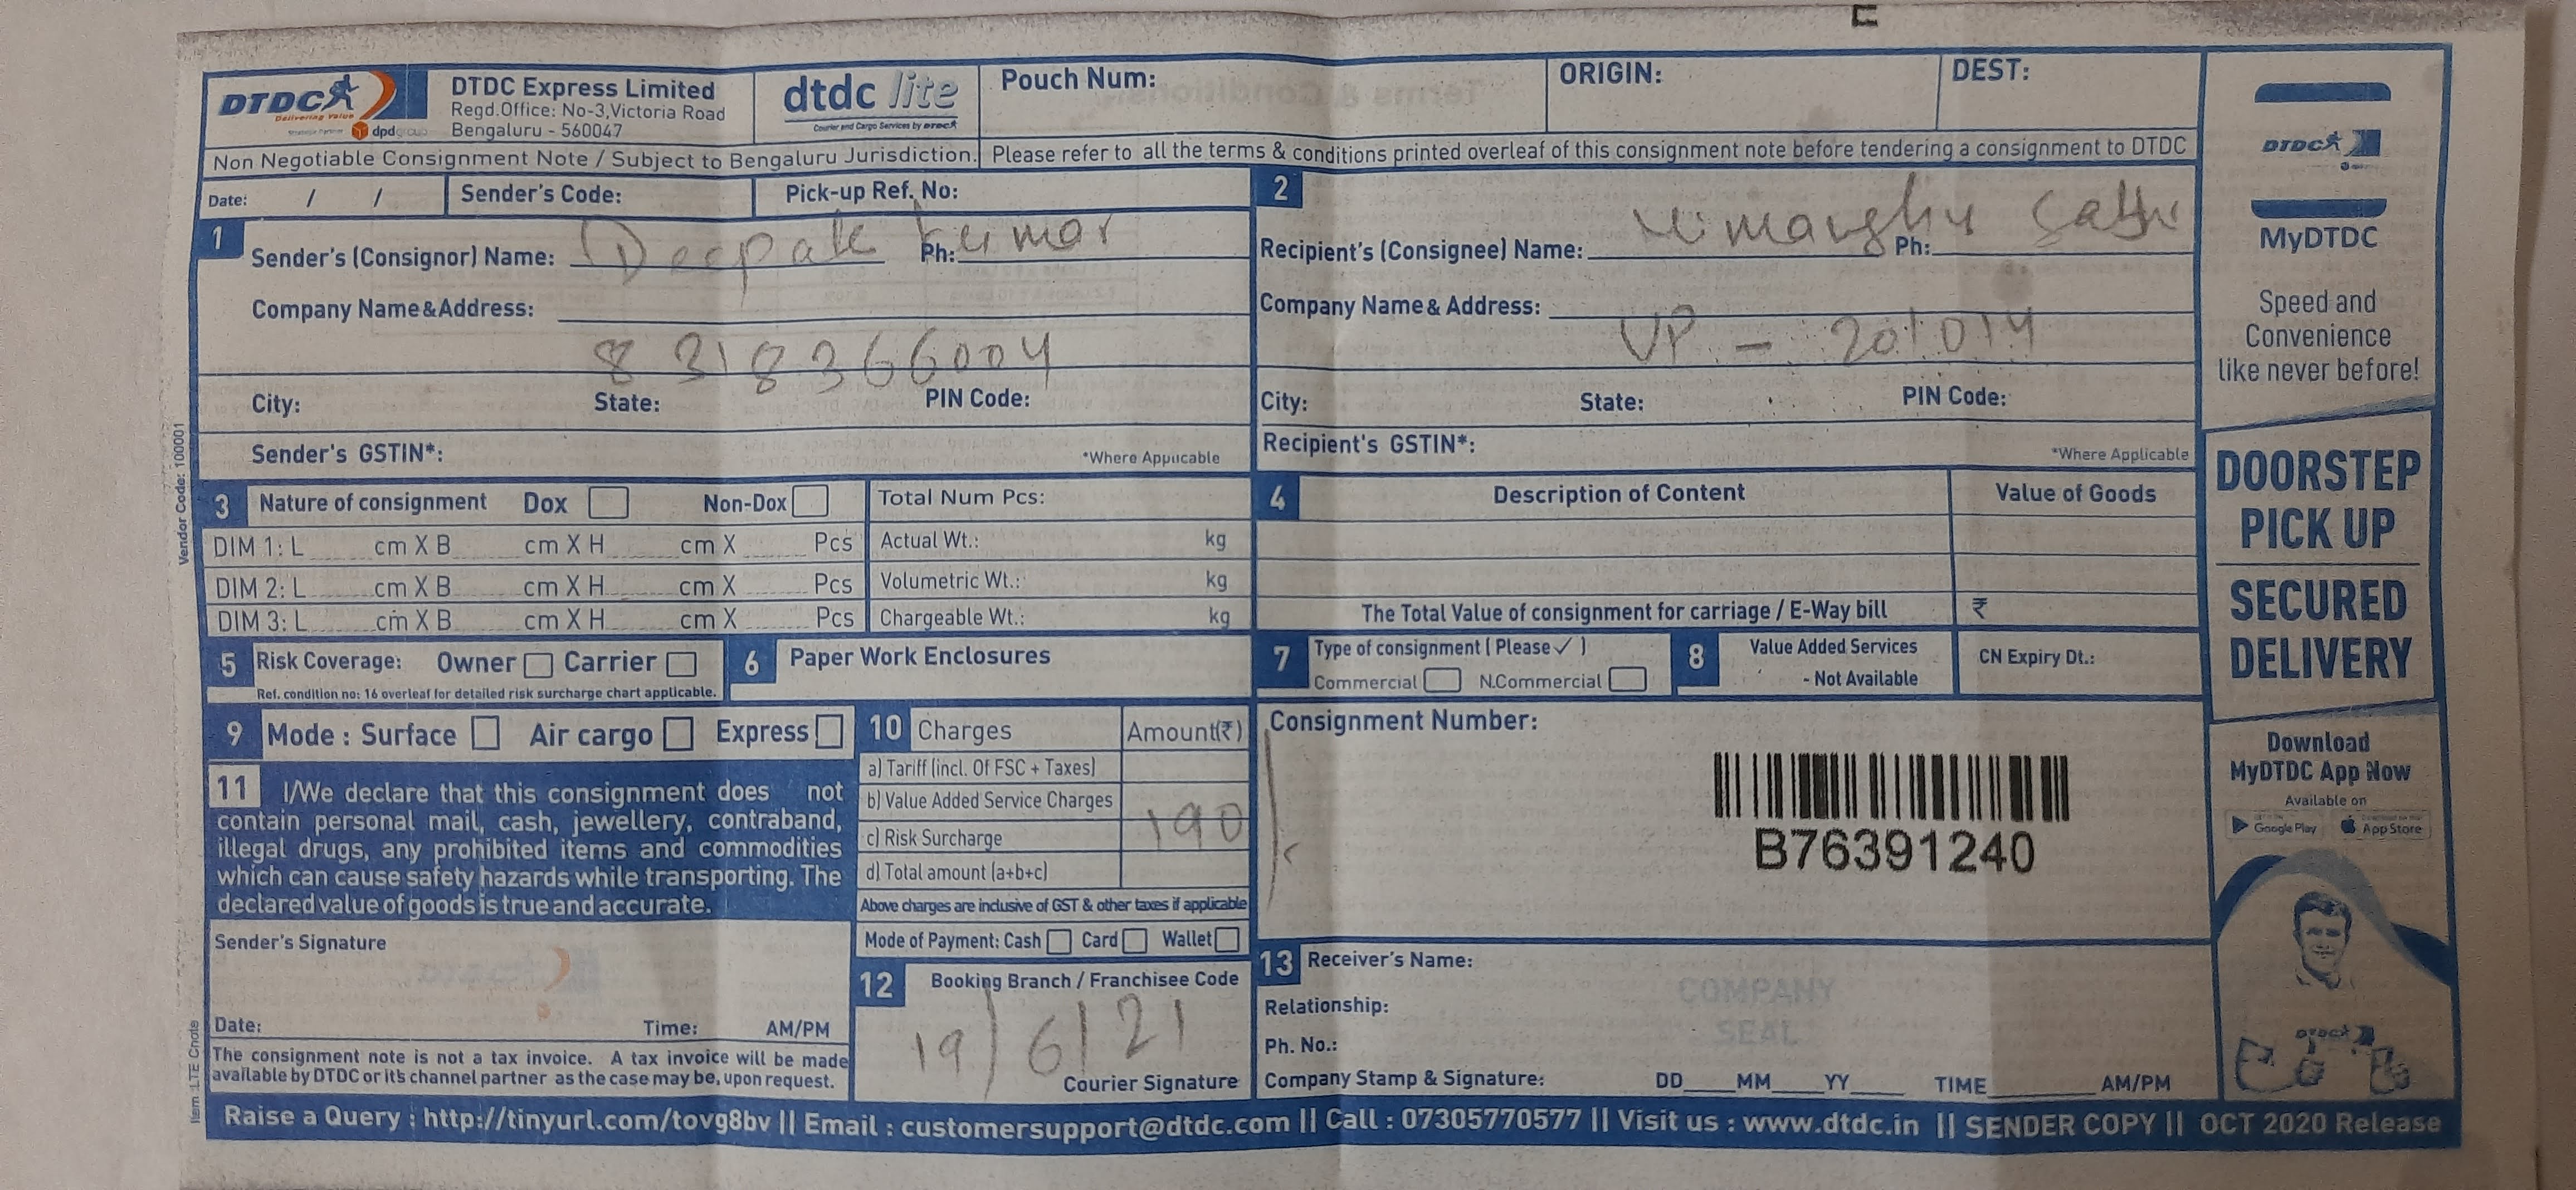 DTDC
Delivering Value
dpdgroup
DTDC Express Limited
Regd.Office: No-3,Victoria Road
Bengaluru - 560047
dtdc lite
Courier and Cargo Services by DTDC
Pouch Num:
ORIGIN:
DEST:
Non Negotiable Consignment Note / Subject to Bengaluru Jurisdiction.
Please refer to all the terms & conditions printed overleaf of this consignment note before tendering a consignment to DTDC
Date: / /
Sender's Code:
Pick-up Ref. No:
1
Sender's (Consignor) Name: Deepak Kumar
Ph:
Company Name&Address:
8318366004
City: State: PIN Code:
Sender's GSTIN*:
*Where Applicable
2
Recipient's (Consignee) Name: Himanshu
Ph:
Company Name & Address:
UP - 201014
City: State: PIN Code:
Recipient's GSTIN*:
*Where Applicable
3 Nature of consignment Dox Non-Dox
DIM 1: L cm X B cm X H cm X Pcs
DIM 2: L cm X B cm X H cm X Pcs
DIM 3: L cm X B cm X H cm X Pcs
Total Num Pcs:
Actual Wt.: kg
Volumetric Wt.: kg
Chargeable Wt.: kg
4 Description of Content Value of Goods
The Total Value of consignment for carriage / E-Way bill ₹
5 Risk Coverage: Owner Carrier
Ref. condition no: 16 overleaf for detailed risk surcharge chart applicable.
6 Paper Work Enclosures
7 Type of consignment ( Please ✓ )
Commercial N.Commercial
8 Value Added Services
- Not Available
CN Expiry Dt.:
9 Mode : Surface Air cargo Express
10 Charges Amount(₹)
a) Tariff (incl. Of FSC + Taxes)
b) Value Added Service Charges
190
c) Risk Surcharge
d) Total amount (a+b+c)
Above charges are inclusive of GST & other taxes if applicable
Mode of Payment: Cash Card Wallet
11 I/We declare that this consignment does not
contain personal mail, cash, jewellery, contraband,
illegal drugs, any prohibited items and commodities
which can cause safety hazards while transporting. The
declared value of goods is true and accurate.
Sender's Signature
Date: Time: AM/PM
The consignment note is not a tax invoice. A tax invoice will be made
available by DTDC or it's channel partner as the case may be, upon request.
12 Booking Branch / Franchisee Code
19/6/21
Courier Signature
Consignment Number:
B76391240
13 Receiver's Name:
Relationship:
Ph. No.:
COMPANY
SEAL
Company Stamp & Signature: DD MM YY TIME AM/PM
DTDC
MyDTDC
Speed and
Convenience
like never before!
DOORSTEP
PICK UP
SECURED
DELIVERY
Download
MyDTDC App Now
Available on
Google Play
App Store
DTDC
Vendor Code: 100001
Item :LTE Cnote
Raise a Query : http://tinyurl.com/tovg8bv || Email : customersupport@dtdc.com || Call : 07305770577 || Visit us : www.dtdc.in || SENDER COPY || OCT 2020 Release